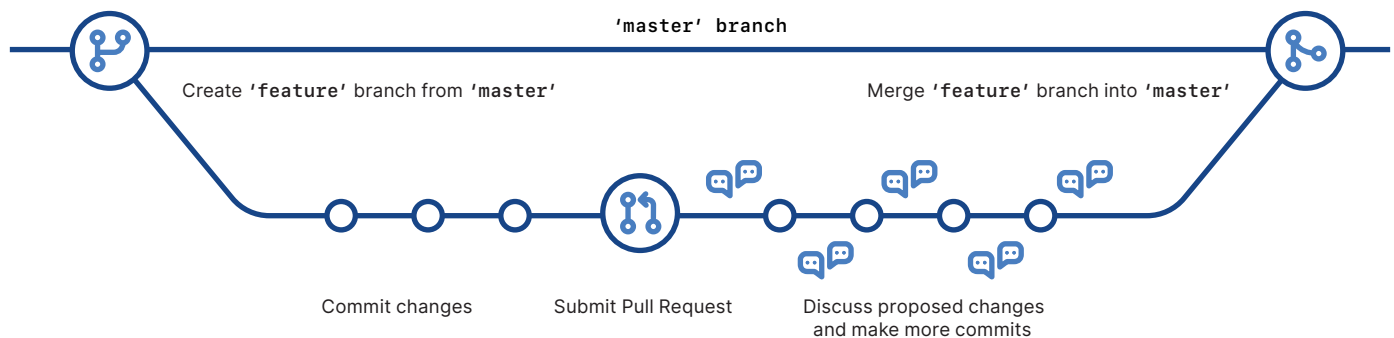 ‘master’ branch
Create ‘feature’ branch from ‘master’
Merge ‘feature’ branch into ‘master’
Commit changes
Submit Pull Request
Discuss proposed changes
and make more commits